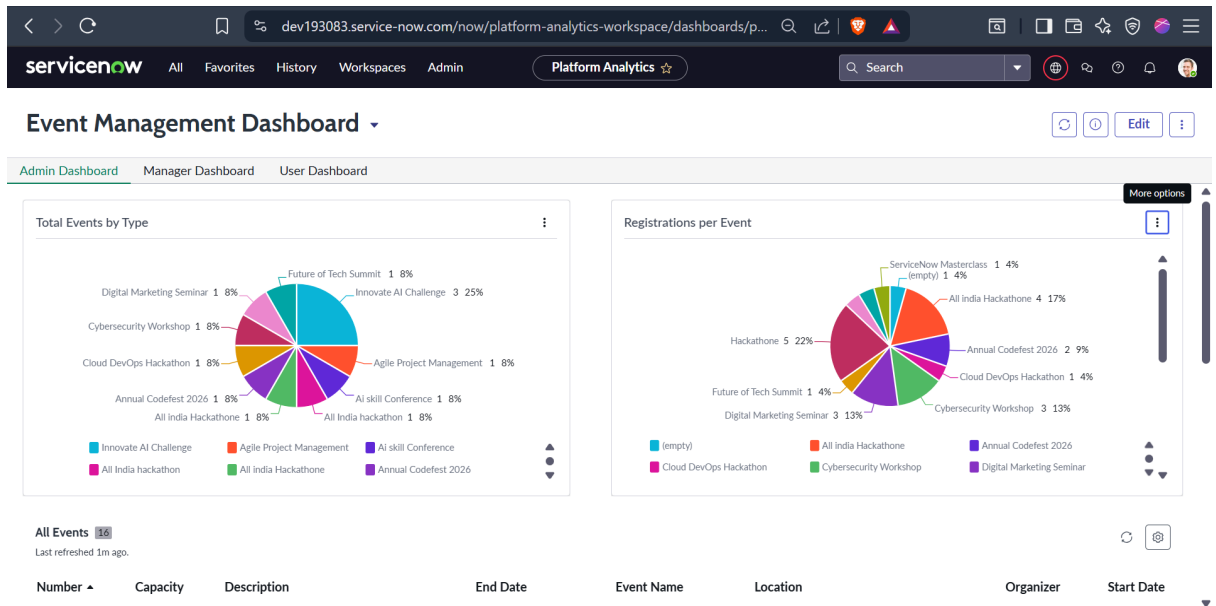 dev193083.service-now.com/now/platform-analytics-workspace/dashboards/p...
servicenow All Favorites History Workspaces Admin Platform Analytics Search
Event Management Dashboard Edit
Admin Dashboard Manager Dashboard User Dashboard
More options
Total Events by Type
Future of Tech Summit 1 8%
Digital Marketing Seminar 1 8%
Innovate AI Challenge 3 25%
Cybersecurity Workshop 1 8%
Cloud DevOps Hackathon 1 8%
Agile Project Management 1 8%
Annual Codefest 2026 1 8%
Ai skill Conference 1 8%
All india Hackathone 1 8%
All India hackathon 1 8%
Innovate AI Challenge Agile Project Management Ai skill Conference
All India hackathon All india Hackathone Annual Codefest 2026
Registrations per Event
ServiceNow Masterclass 1 4%
(empty) 1 4%
All india Hackathone 4 17%
Hackathone 5 22%
Annual Codefest 2026 2 9%
Cloud DevOps Hackathon 1 4%
Future of Tech Summit 1 4%
Cybersecurity Workshop 3 13%
Digital Marketing Seminar 3 13%
(empty) All india Hackathone Annual Codefest 2026
Cloud DevOps Hackathon Cybersecurity Workshop Digital Marketing Seminar
All Events 16
Last refreshed 1m ago.
Number Capacity Description End Date Event Name Location Organizer Start Date